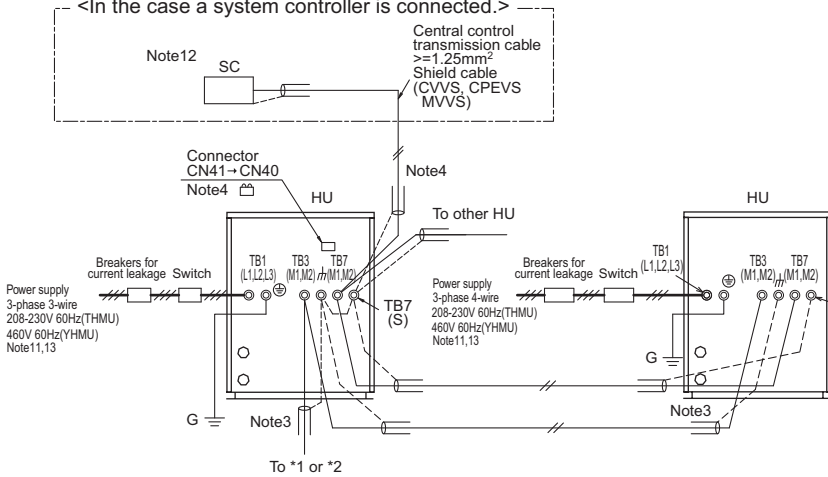 <In the case a system controller is connected.>
Note12
SC
Central control
transmission cable
>=1.25mm²
Shield cable
(CVVS, CPEVS
MVVS)
Connector
CN41→CN40
Note4
Note4
HU
To other HU
HU
Breakers for
current leakage
Switch
TB1
(L1,L2,L3)
TB3
(M1,M2)
TB7
(M1,M2)
Power supply
3-phase 3-wire
208-230V 60Hz(THMU)
460V 60Hz(YHMU)
Note11,13
TB7
(S)
G
Note3
To *1 or *2
Breakers for
current leakage
Switch
TB1
(L1,L2,L3)
TB3
(M1,M2)
TB7
(M1,M2)
Power supply
3-phase 4-wire
208-230V 60Hz(THMU)
460V 60Hz(YHMU)
Note11,13
G
Note3